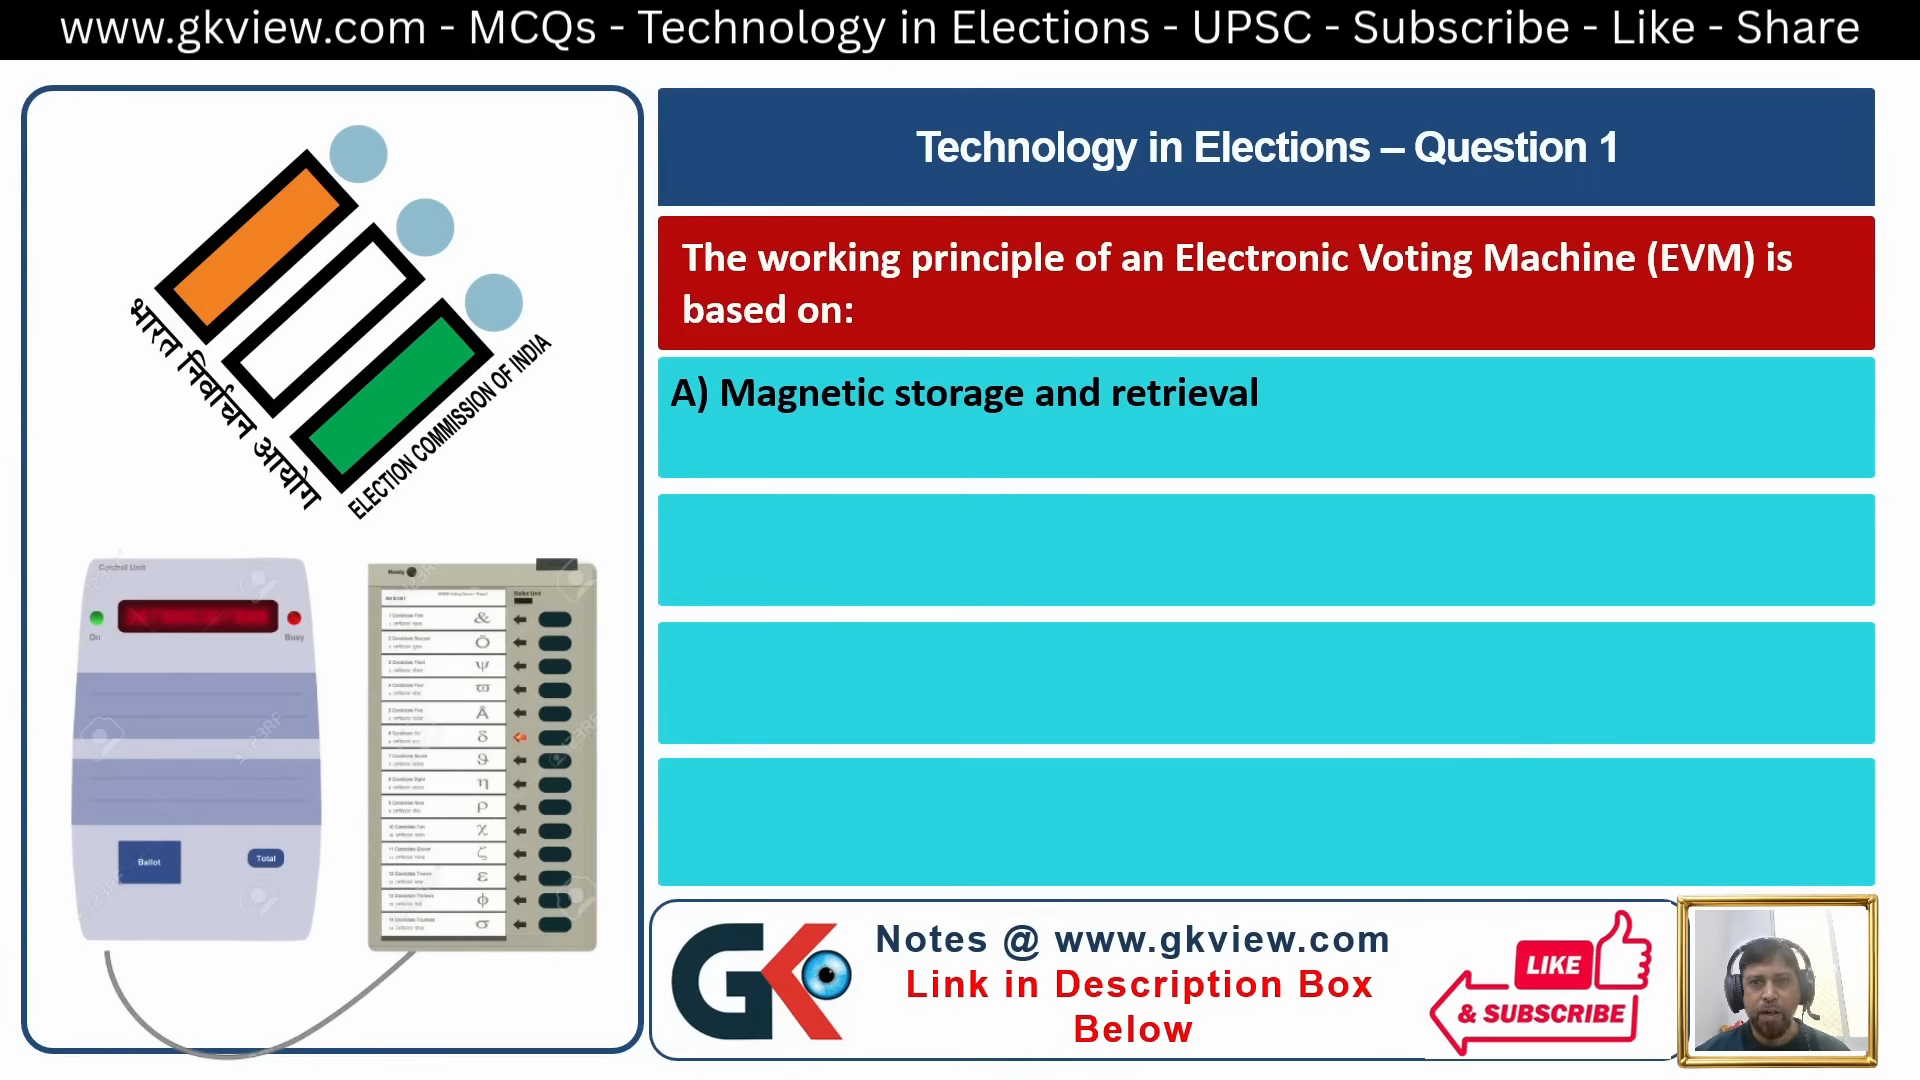 www.gkview.com - MCQs - Technology in Elections - UPSC - Subscribe - Like - Share
भारत निर्वाचन आयोग
ELECTION COMMISSION OF INDIA
Technology in Elections – Question 1
The working principle of an Electronic Voting Machine (EVM) is
based on:
A) Magnetic storage and retrieval
Control Unit
On
Busy
Ballot
Total
Ready
Ballot Unit
&
Ö
Ψ
ϖ
Å
δ
ϑ
η
ρ
χ
ζ
ε
φ
σ
GK
Notes @ www.gkview.com
Link in Description Box
Below
LIKE
& SUBSCRIBE